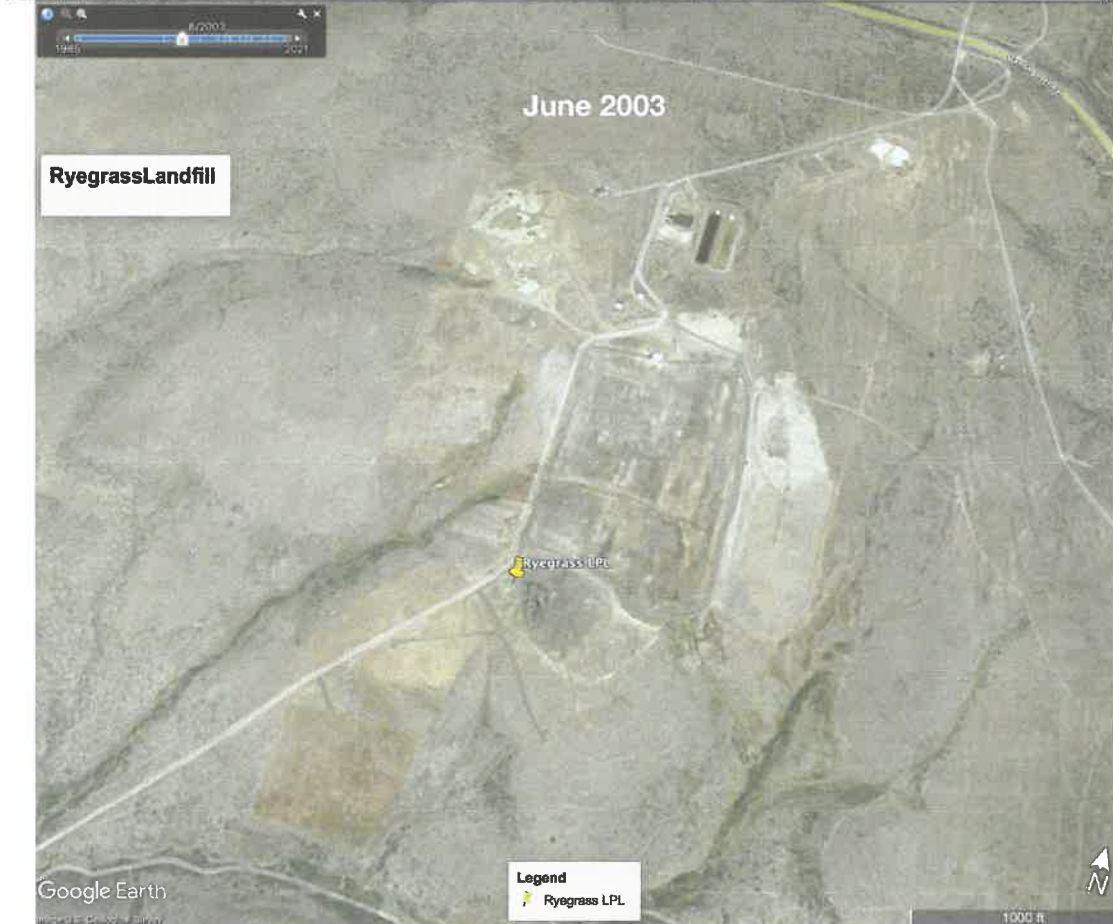 6/2003
1985
2021
June 2003
RyegrassLandfill
Ryegrass LPL
Legend
Ryegrass LPL
Google Earth
N
1000 ft